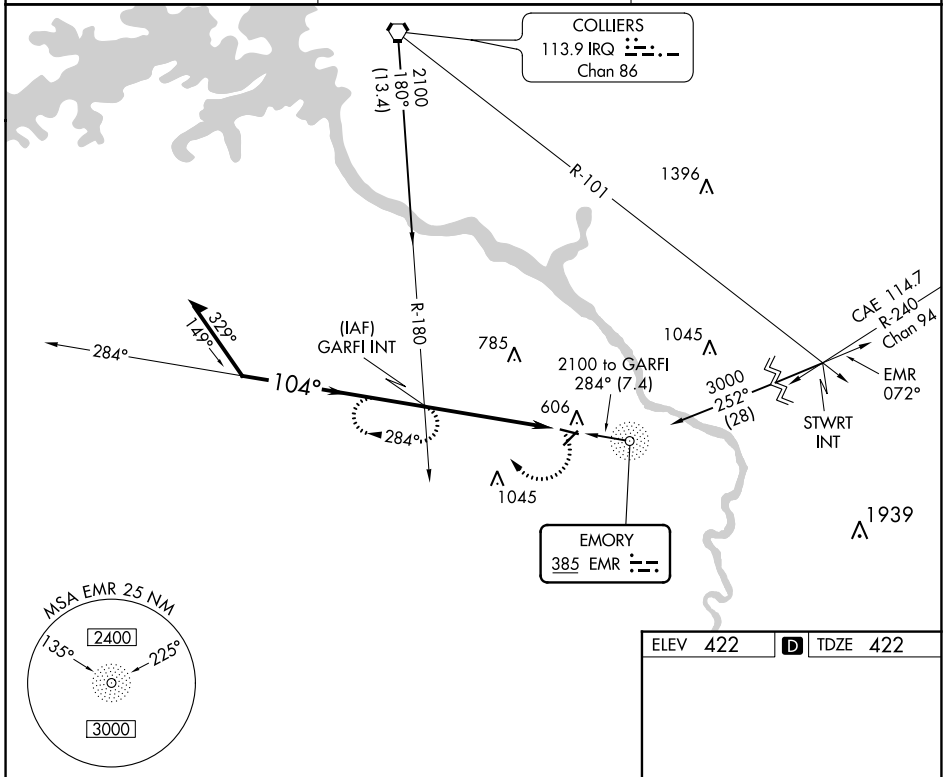 COLLIERS
113.9 IRQ
Chan 86
2100
180°
(13.4)
R-101
1396
CAE 114.7
R-240
Chan 94
R-180
(IAF)
GARFI INT
785
1045
329°
149°
284°
104°
2100 to GARFI
284° (7.4)
3000
252°
(28)
EMR
072°
STWRT
INT
606
284°
1045
1939
EMORY
385 EMR
MSA EMR 25 NM
2400
135°
225°
3000
ELEV 422 D TDZE 422